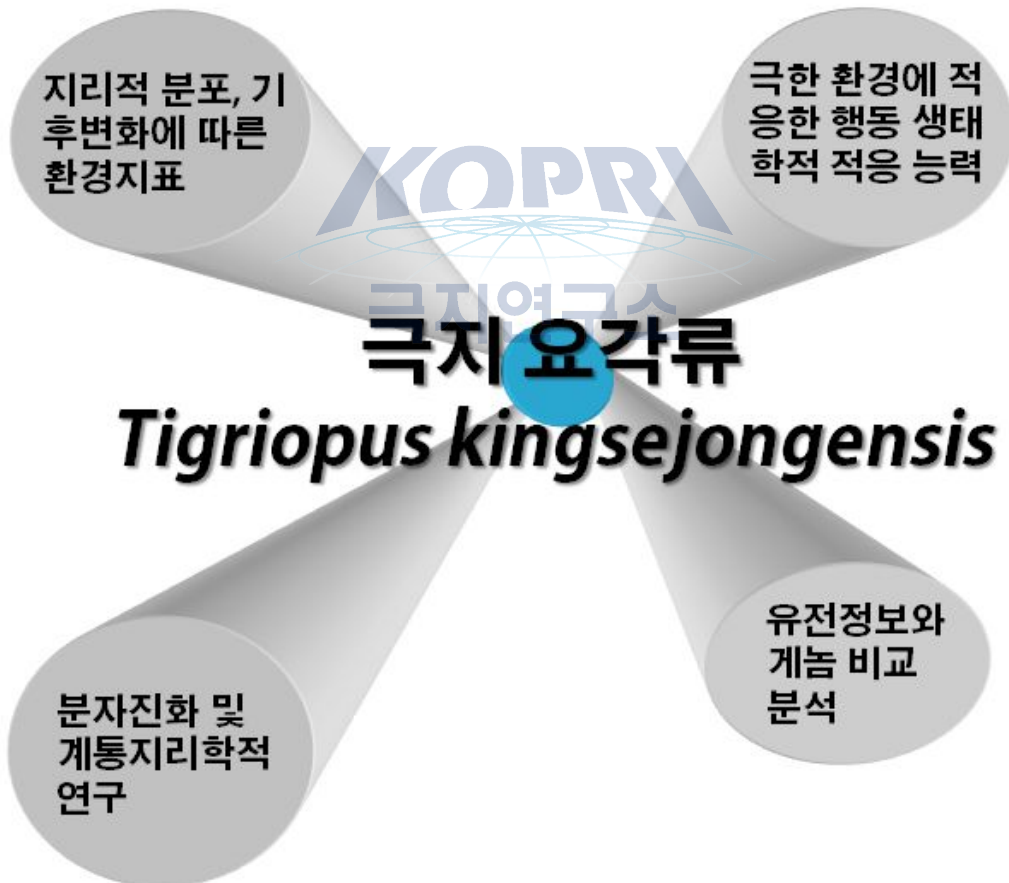 지리적 분포, 기
후변화에 따른
환경지표
극한 환경에 적
응한 행동 생태
학적 적응 능력
KOPRI
극지연구소
극지 요각류
Tigriopus kingsejongensis
분자진화 및
계통지리학적
연구
유전정보와
게놈 비교
분석